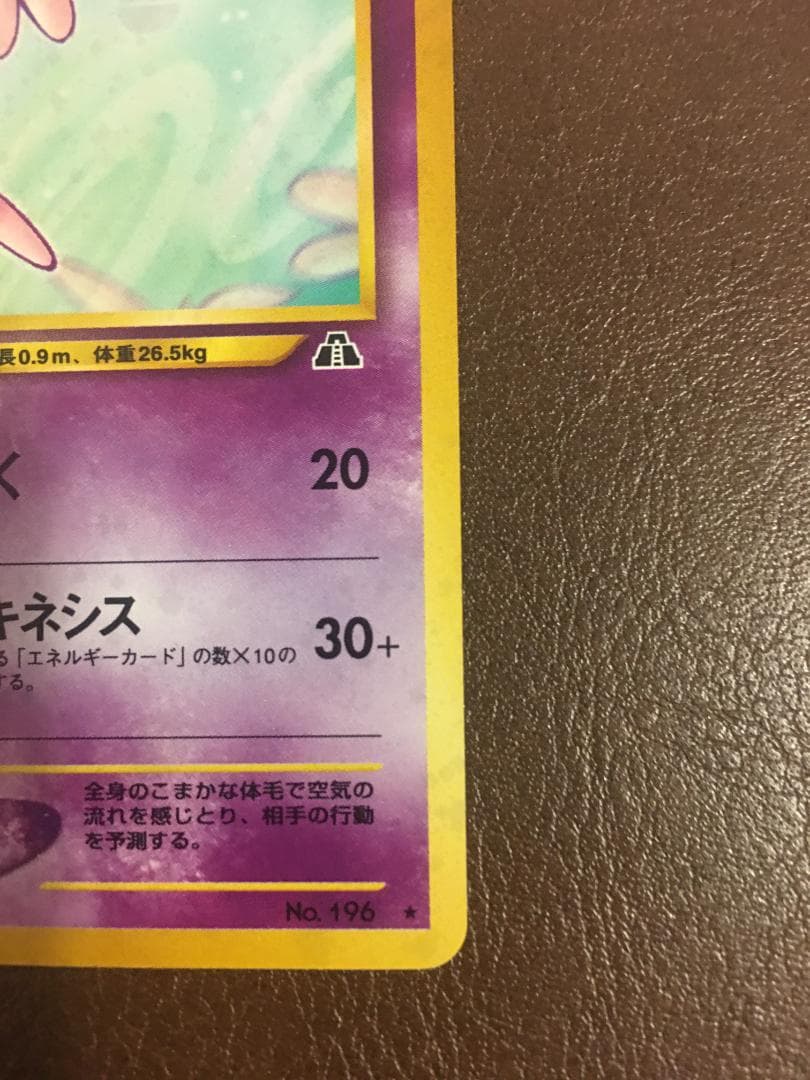 長0.9m、体重26.5kg
く 20
キネシス
30+
る「エネルギーカード」の数×10の
する。
全身のこまかな体毛で空気の
流れを感じとり、相手の行動
を予測する。
No. 196 ★